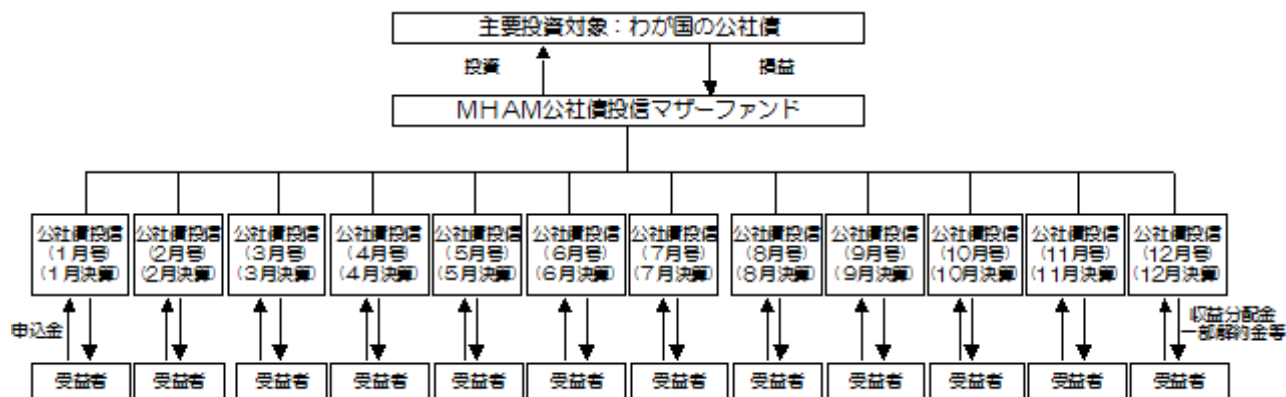 主要投資対象：わが国の公社債
投資
損益
MHAM公社債投信マザーファンド
公社債投信
(1月号)
(1月決算)
公社債投信
(2月号)
(2月決算)
公社債投信
(3月号)
(3月決算)
公社債投信
(4月号)
(4月決算)
公社債投信
(5月号)
(5月決算)
公社債投信
(6月号)
(6月決算)
公社債投信
(7月号)
(7月決算)
公社債投信
(8月号)
(8月決算)
公社債投信
(9月号)
(9月決算)
公社債投信
(10月号)
(10月決算)
公社債投信
(11月号)
(11月決算)
公社債投信
(12月号)
(12月決算)
申込金
収益分配金
一部解約金等
受益者
受益者
受益者
受益者
受益者
受益者
受益者
受益者
受益者
受益者
受益者
受益者